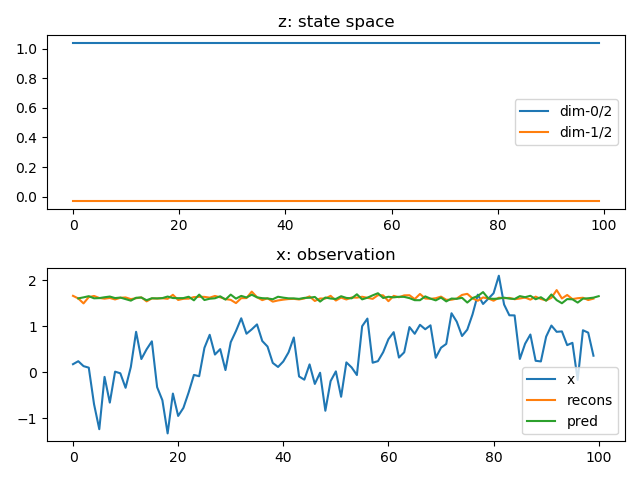 z: state space
1.0
0.8
0.6
0.4
0.2
0.0
dim-0/2
dim-1/2
0 20 40 60 80 100
x: observation
2
1
0
−1
x
recons
pred
0 20 40 60 80 100